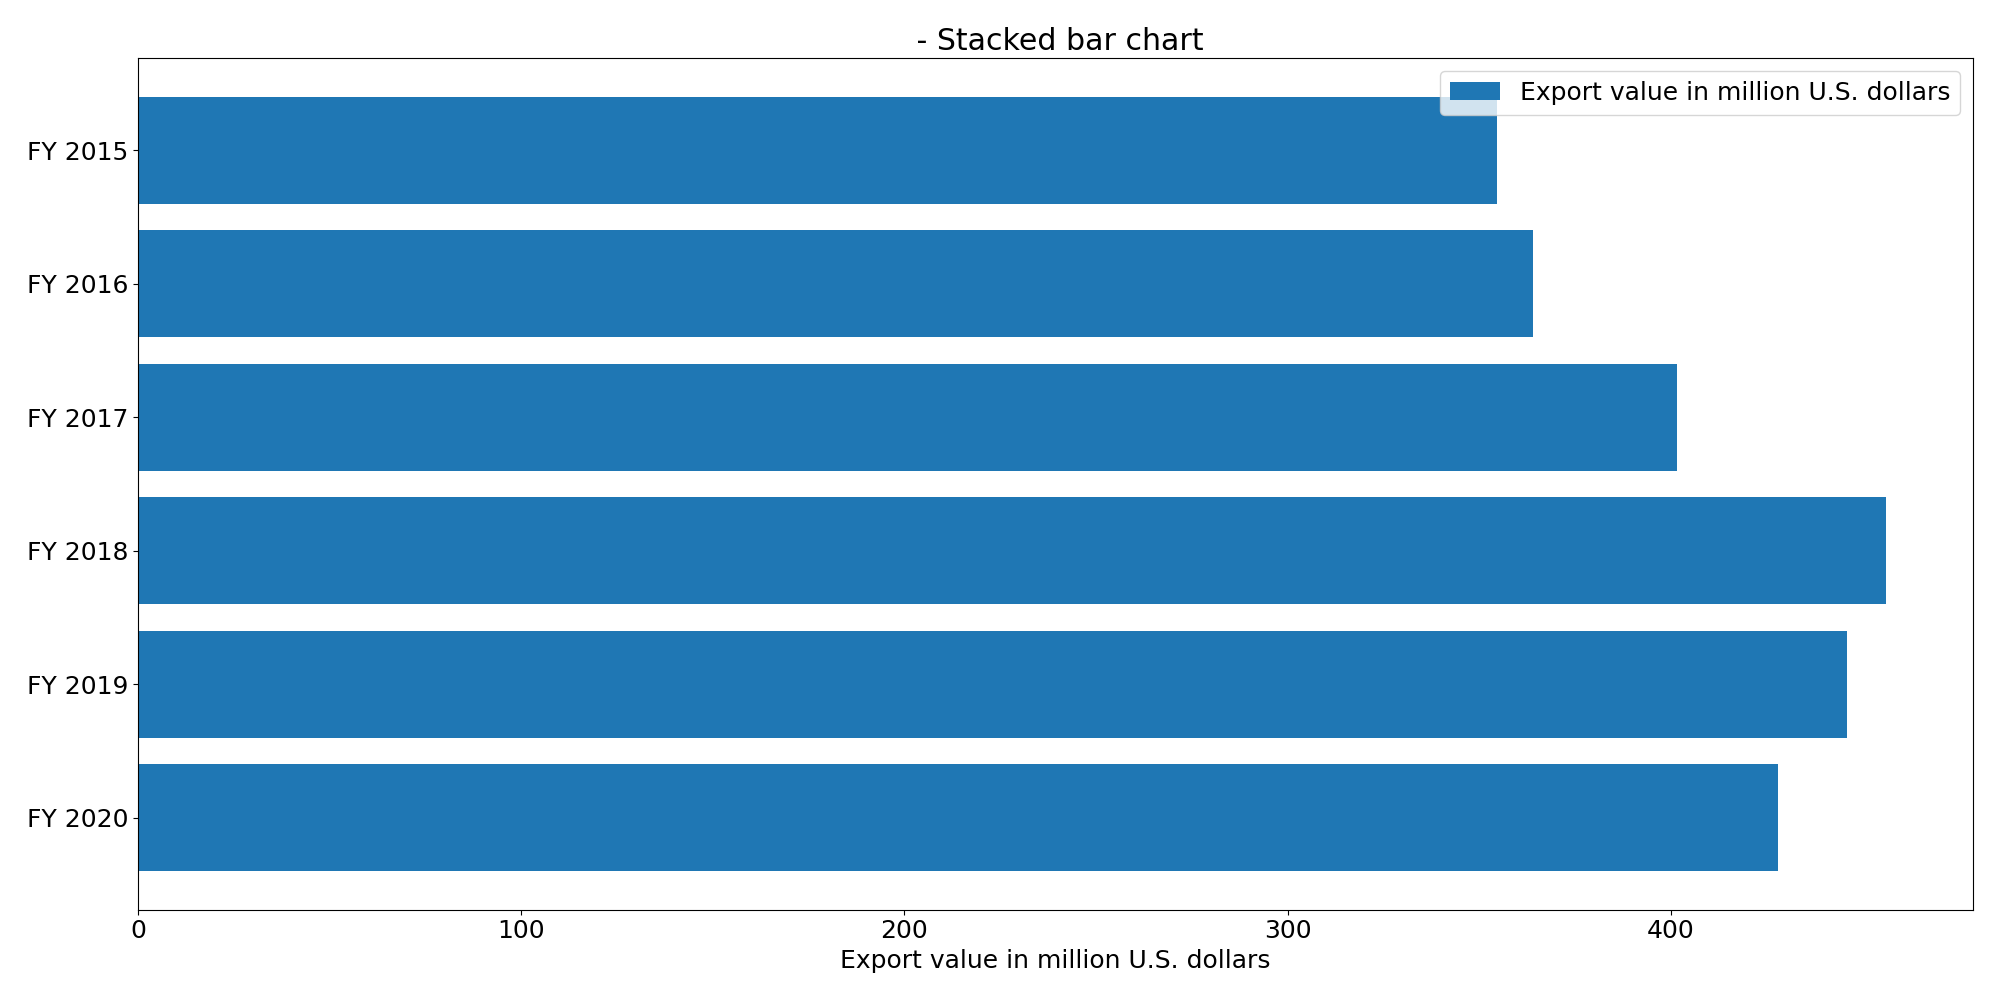 - Stacked bar chart
Export value in million U.S. dollars
FY 2015
FY 2016
FY 2017
FY 2018
FY 2019
FY 2020
0 100 200 300 400
Export value in million U.S. dollars